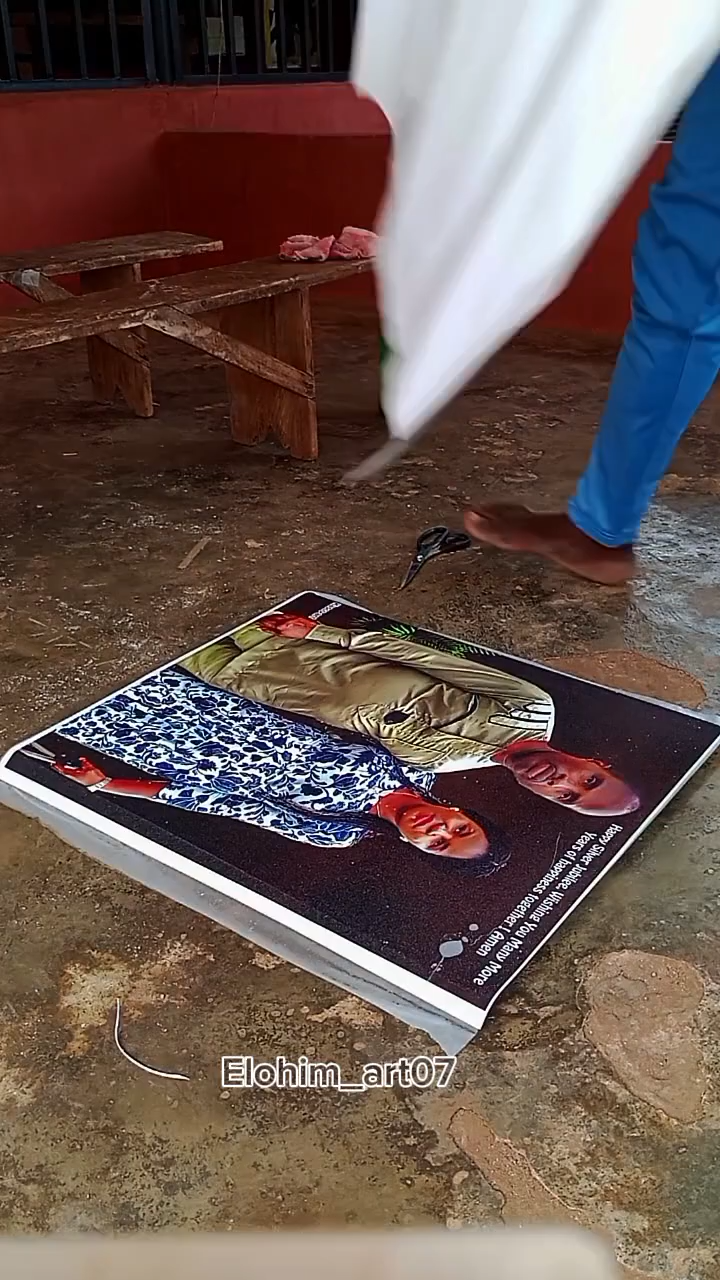 Happy Silver Jubilee. Wishing You Many More
Years of happiness together! (Amen
Elohim_art07